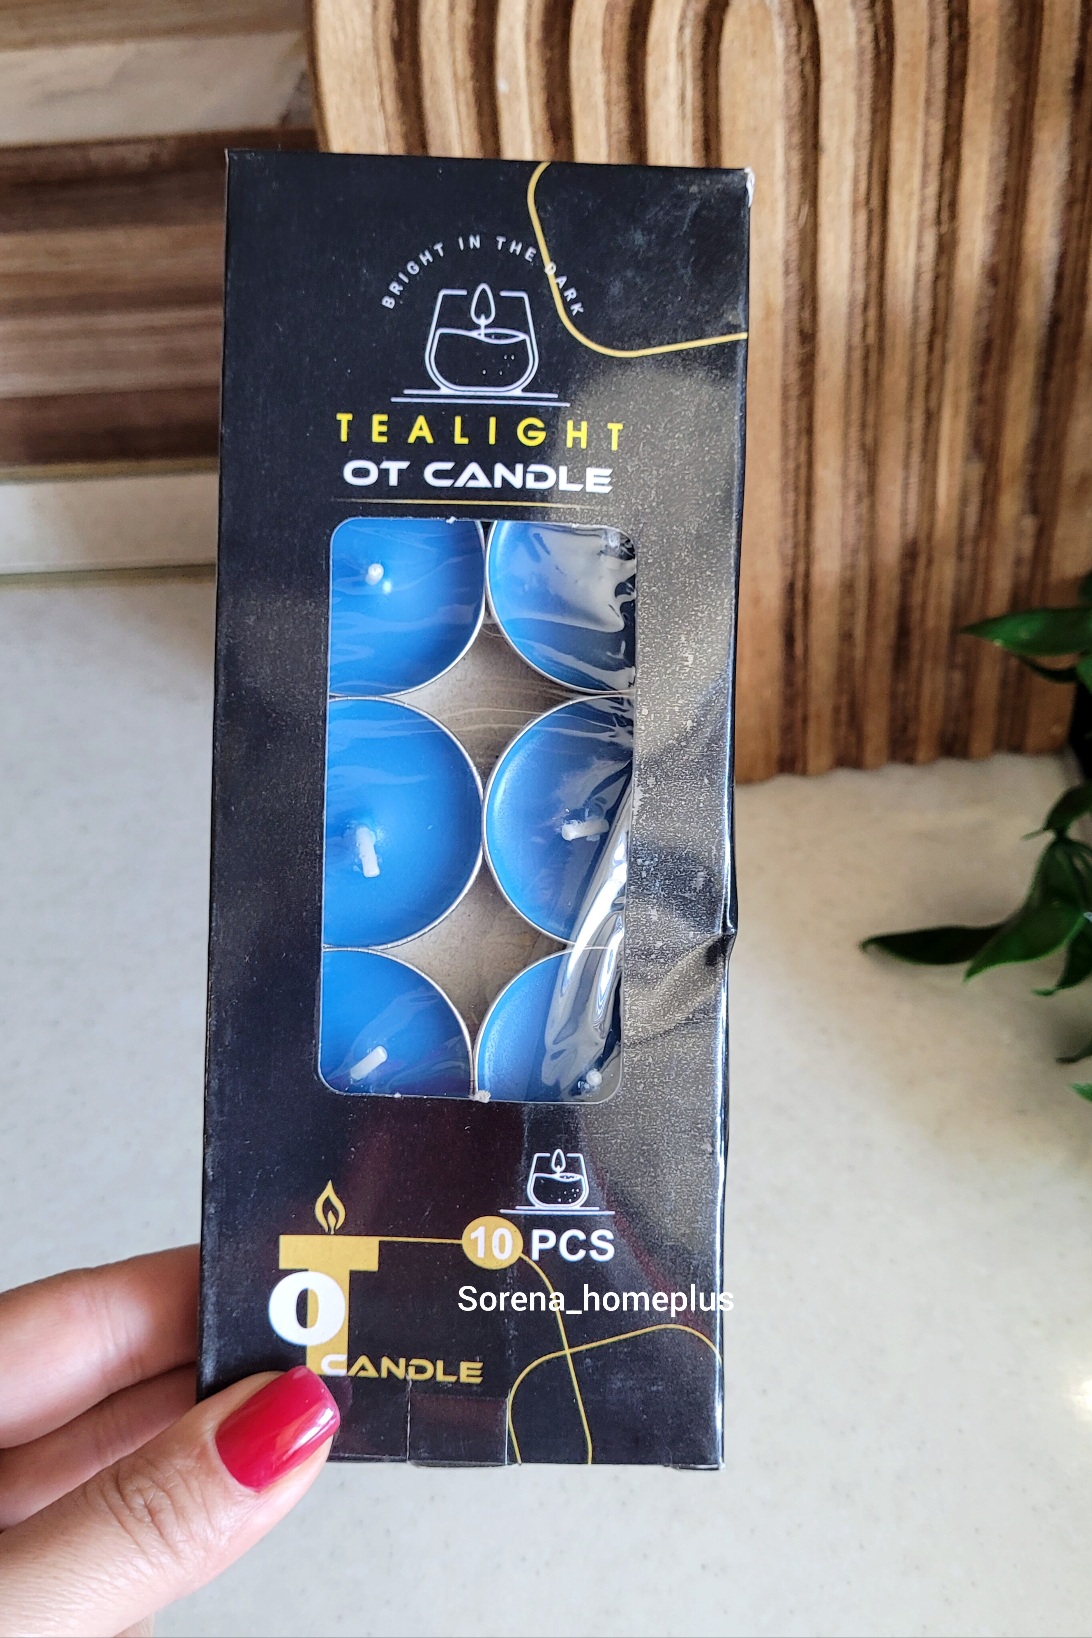 BRIGHT IN THE DARK
TEALIGHT
OT CANDLE
10 PCS
Sorena_homeplus
OT
CANDLE